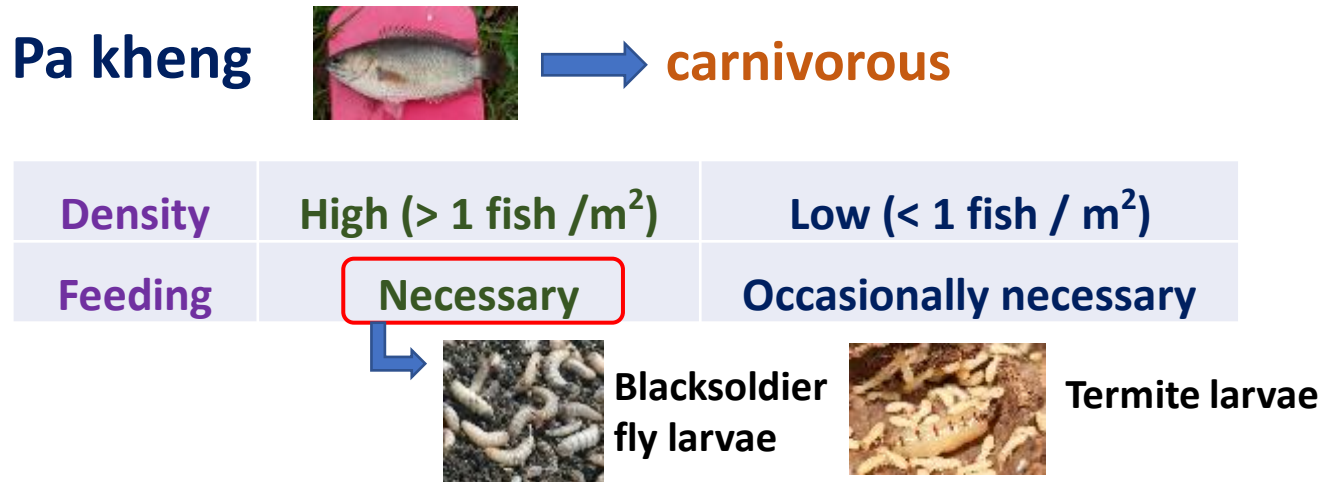 Pa kheng
carnivorous
Density High (> 1 fish /m²) Low (< 1 fish / m²)
Feeding Necessary Occasionally necessary
Blacksoldier
fly larvae
Termite larvae